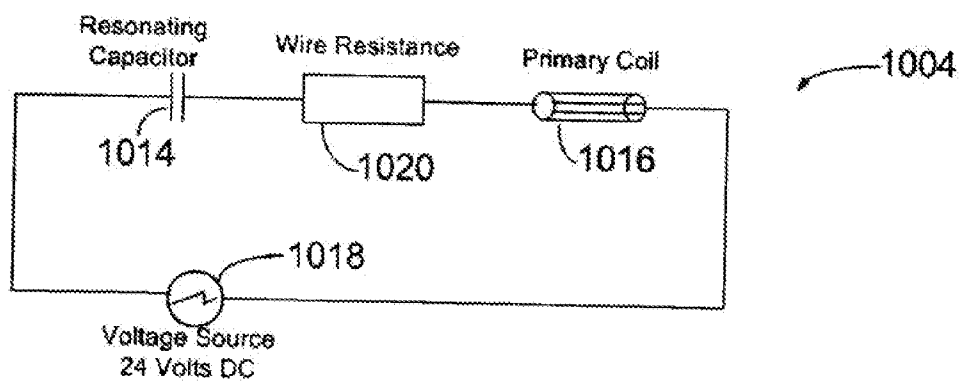 Resonating
Capacitor
Wire Resistance
Primary Coil
1004
1014
1020
1016
1018
Voltage Source
24 Volts DC